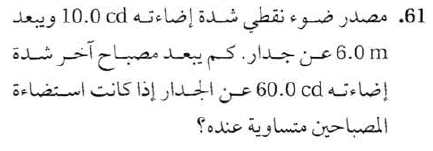 61. مصدر ضوء نقطي شدة إضاءته 10.0 cd ويبعد
6.0 m عن جدار. كم يبعد مصباح آخر شدة
إضاءته 60.0 cd عن الجدار إذا كانت استضاءة
المصباحين متساوية عنده؟